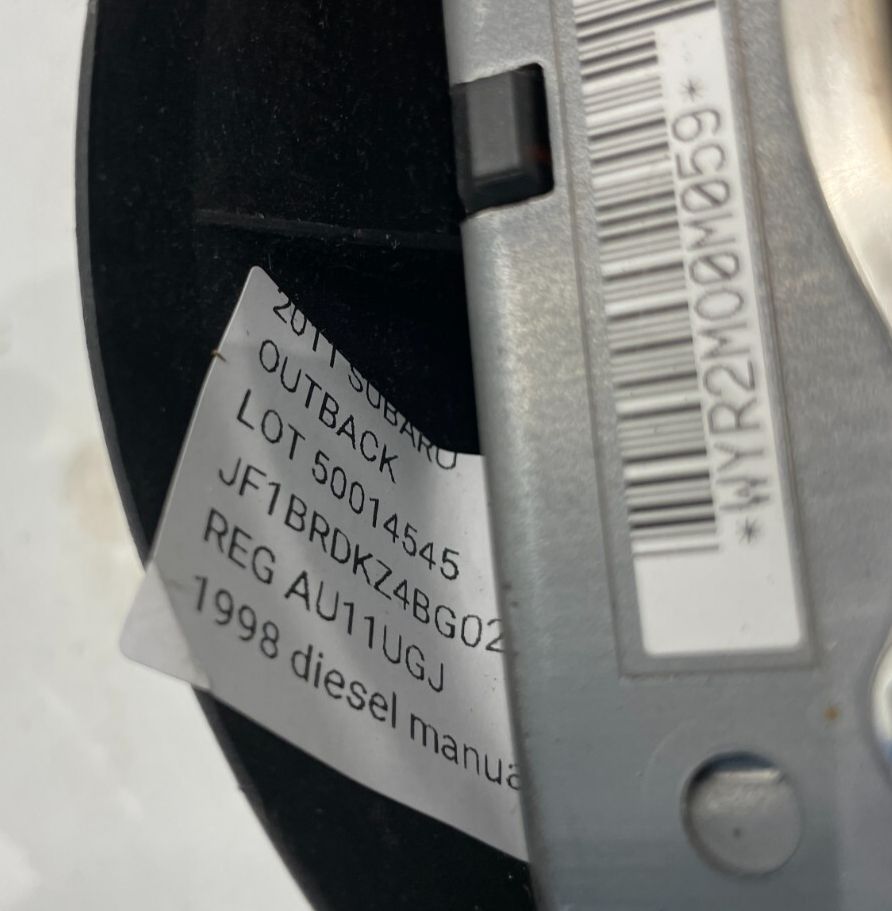 2011 SUBARU
OUTBACK
LOT 50014545
JF1BRDKZ4BG02
REG AU11UGJ
1998 diesel manua
*WYR2M00M059*